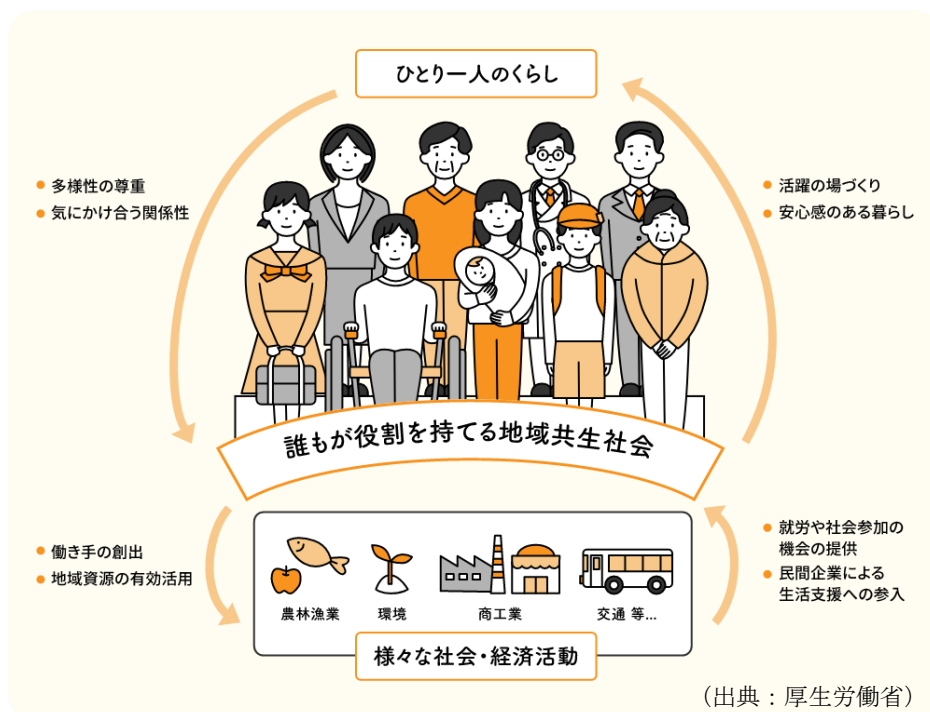 ひとり一人のくらし
● 多様性の尊重
● 気にかけ合う関係性
● 活躍の場づくり
● 安心感のある暮らし
誰もが役割を持てる地域共生社会
● 働き手の創出
● 地域資源の有効活用
● 就労や社会参加の
機会の提供
● 民間企業による
生活支援への参入
農林漁業
環境
商工業
交通 等...
様々な社会・経済活動
（出典：厚生労働省）